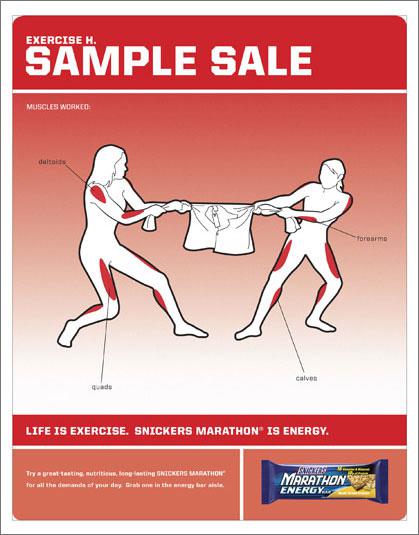 EXERCISE H.
SAMPLE SALE
MUSCLES WORKED:
deltoids
forearms
quads
calves
LIFE IS EXERCISE. SNICKERS MARATHON® IS ENERGY.
Try a great-tasting, nutritious, long-lasting SNICKERS MARATHON®
for all the demands of your day. Grab one in the energy bar aisle.
SNICKERS
MARATHON
ENERGY BAR